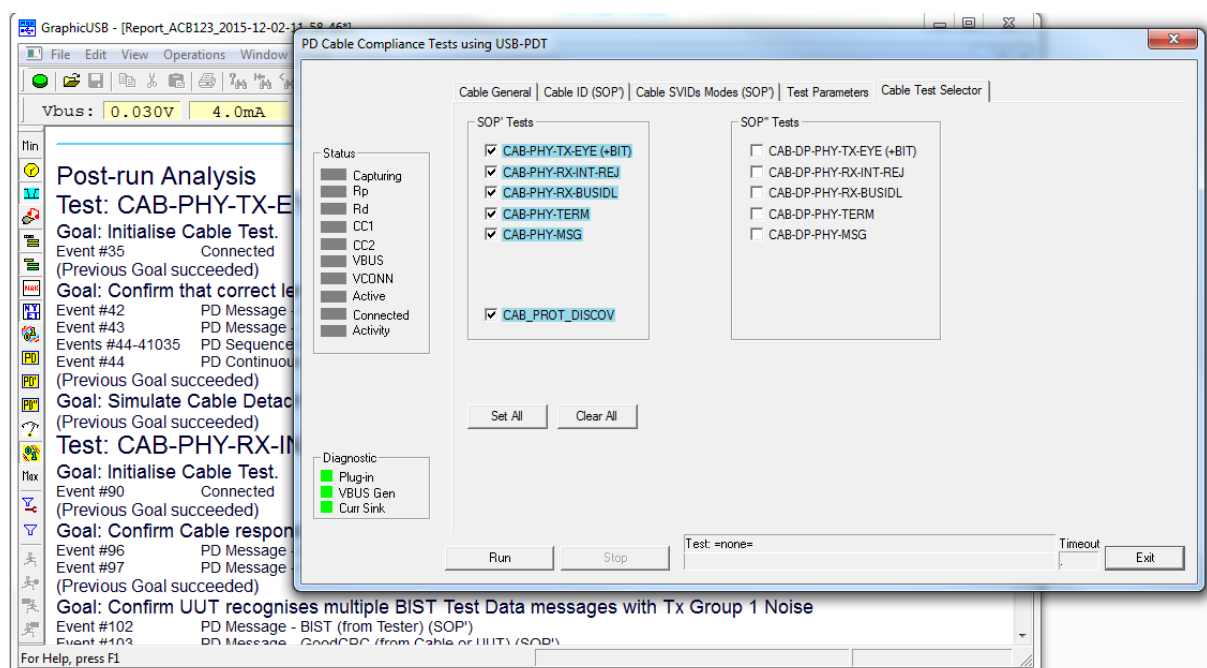 GraphicUSB - [Report_ACB123_2015-12-02-11-58-46*]
File Edit View Operations Window
Vbus: 0.030V 4.0mA
Min
Max
Post-run Analysis
Test: CAB-PHY-TX-E
Goal: Initialise Cable Test.
Event #35 Connected
(Previous Goal succeeded)
Goal: Confirm that correct le
Event #42 PD Message -
Event #43 PD Message -
Events #44-41035 PD Sequence
Event #44 PD Continuou
(Previous Goal succeeded)
Goal: Simulate Cable Detac
(Previous Goal succeeded)
Test: CAB-PHY-RX-IN
Goal: Initialise Cable Test.
Event #90 Connected
(Previous Goal succeeded)
Goal: Confirm Cable respon
Event #96 PD Message -
Event #97 PD Message -
(Previous Goal succeeded)
Goal: Confirm UUT recognises multiple BIST Test Data messages with Tx Group 1 Noise
Event #102 PD Message - BIST (from Tester) (SOP')
Event #103 PD Message - GoodCRC (from Cable or UUT) (SOP')
For Help, press F1
PD Cable Compliance Tests using USB-PDT
Cable General Cable ID (SOP') Cable SVIDs Modes (SOP') Test Parameters Cable Test Selector
Status
Capturing
Rp
Rd
CC1
CC2
VBUS
VCONN
Active
Connected
Activity
Diagnostic
Plug-in
VBUS Gen
Curr Sink
SOP' Tests
CAB-PHY-TX-EYE (+BIT)
CAB-PHY-RX-INT-REJ
CAB-PHY-RX-BUSIDL
CAB-PHY-TERM
CAB-PHY-MSG
CAB_PROT_DISCOV
SOP" Tests
CAB-DP-PHY-TX-EYE (+BIT)
CAB-DP-PHY-RX-INT-REJ
CAB-DP-PHY-RX-BUSIDL
CAB-DP-PHY-TERM
CAB-DP-PHY-MSG
Set All Clear All
Run Stop
Test: =none=
Timeout
.
Exit